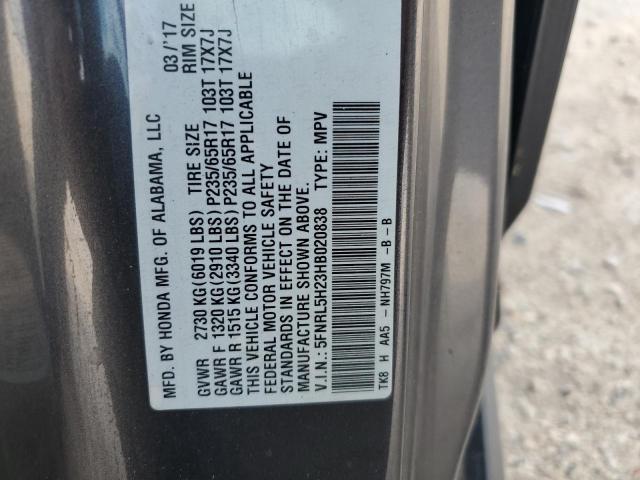 MFD. BY HONDA MFG. OF ALABAMA, LLC 03/'17
GVWR 2730 KG(6019 LBS) TIRE SIZE RIM SIZE
GAWR F 1320 KG(2910 LBS) P235/65R17 103T 17X7J
GAWR R 1515 KG(3340 LBS) P235/65R17 103T 17X7J
THIS VEHICLE CONFORMS TO ALL APPLICABLE
FEDERAL MOTOR VEHICLE SAFETY
STANDARDS IN EFFECT ON THE DATE OF
MANUFACTURE SHOWN ABOVE.
V.I.N.: 5FNRL5H23HB020838 TYPE: MPV
TK8 H AA5 - NH797M -B -B